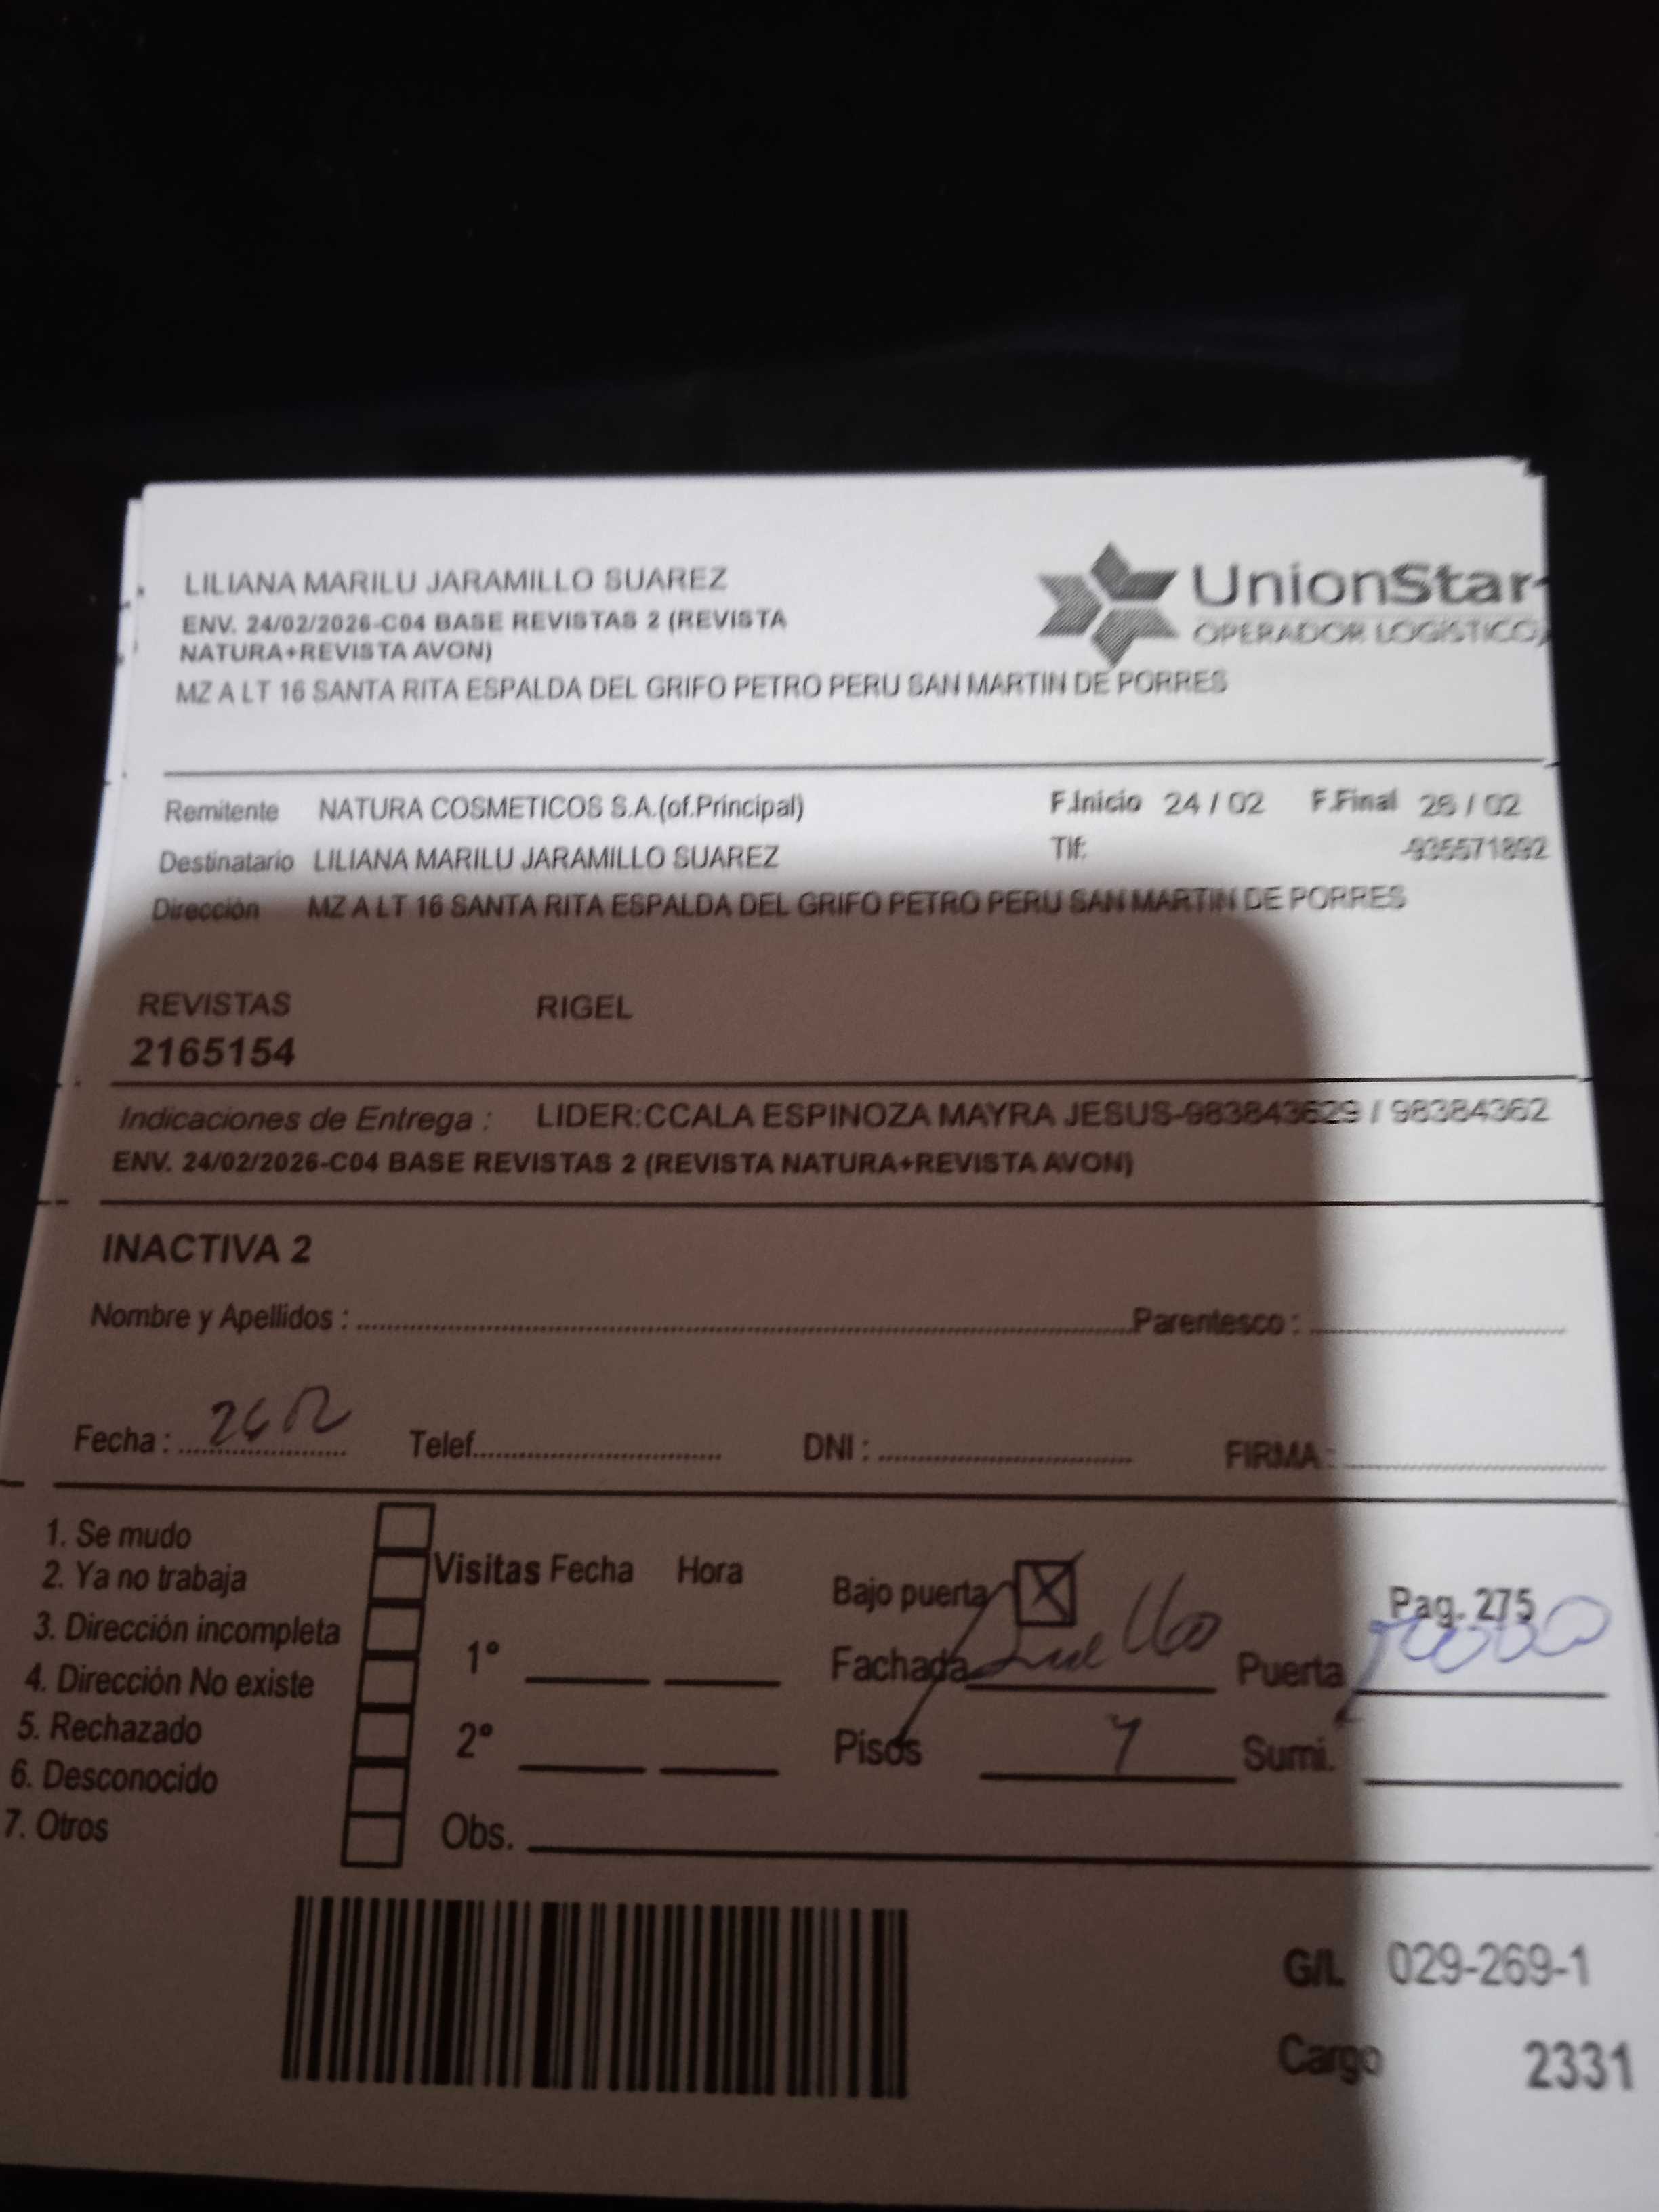 LILIANA MARILU JARAMILLO SUAREZ
UnionStar
ENV. 24/02/2026-C04 BASE REVISTAS 2 (REVISTA
OPERADOR LOGÍSTICO
NATURA+REVISTA AVON)
MZ A LT 16 SANTA RITA ESPALDA DEL GRIFO PETRO PERU SAN MARTIN DE PORRES
Remitente NATURA COSMETICOS S.A.(of.Principal) F.Inicio 24 / 02 F.Final 26 / 02
Destinatario LILIANA MARILU JARAMILLO SUAREZ Tlf: -935571892
Dirección MZ A LT 16 SANTA RITA ESPALDA DEL GRIFO PETRO PERU SAN MARTIN DE PORRES
REVISTAS RIGEL
2165154
Indicaciones de Entrega : LIDER:CCALA ESPINOZA MAYRA JESUS-983843629 / 98384362
ENV. 24/02/2026-C04 BASE REVISTAS 2 (REVISTA NATURA+REVISTA AVON)
INACTIVA 2
Nombre y Apellidos : Parentesco :
Fecha : Telef. DNI : FIRMA :
1. Se mudo
2. Ya no trabaja
3. Dirección incompleta
4. Dirección No existe
5. Rechazado
6. Desconocido
7. Otros
Visitas Fecha Hora
1°
2°
Obs.
Bajo puerta X Pag. 275
Fachada Puerta
Pisos Sumi.
G/L 029-269-1
Cargo 2331